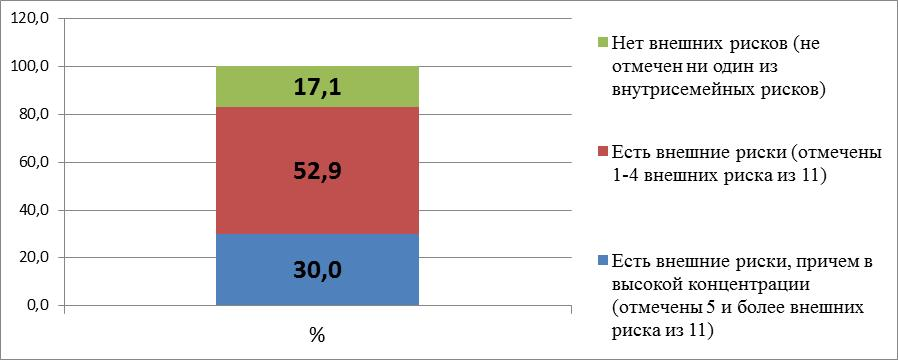 120,0
100,0
80,0
60,0
40,0
20,0
0,0
17,1
52,9
30,0
%
Нет внешних рисков (не
отмечен ни один из
внутрисемейных рисков)
Есть внешние риски (отмечены
1-4 внешних риска из 11)
Есть внешние риски, причем в
высокой концентрации
(отмечены 5 и более внешних
риска из 11)